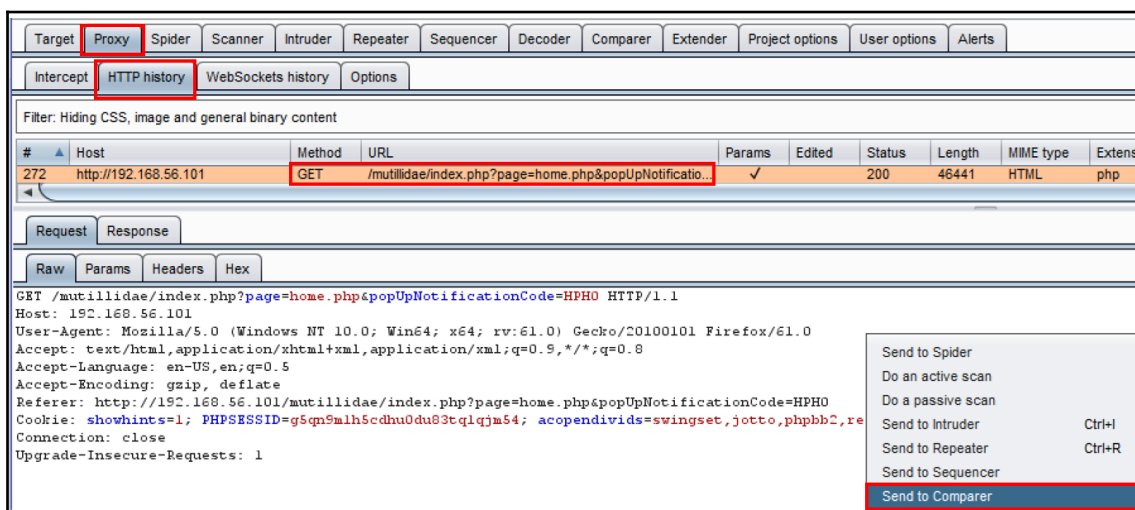 Target Proxy Spider Scanner Intruder Repeater Sequencer Decoder Comparer Extender Project options User options Alerts
Intercept HTTP history WebSockets history Options
Filter: Hiding CSS, image and general binary content
# Host Method URL Params Edited Status Length MIME type Extens
272 http://192.168.56.101 GET /mutillidae/index.php?page=home.php&popUpNotificatio... ✓ 200 46441 HTML php
Request Response
Raw Params Headers Hex
GET /mutillidae/index.php?page=home.php&popUpNotificationCode=HPH0 HTTP/1.1
Host: 192.168.56.101
User-Agent: Mozilla/5.0 (Windows NT 10.0; Win64; x64; rv:61.0) Gecko/20100101 Firefox/61.0
Accept: text/html,application/xhtml+xml,application/xml;q=0.9,*/*;q=0.8
Accept-Language: en-US,en;q=0.5
Accept-Encoding: gzip, deflate
Referer: http://192.168.56.101/mutillidae/index.php?page=home.php&popUpNotificationCode=HPH0
Cookie: showhints=1; PHPSESSID=g5qn9mlh5cdhu0du83tqlqjm54; acopendivids=swingset,jotto,phpbb2,re
Connection: close
Upgrade-Insecure-Requests: 1
Send to Spider
Do an active scan
Do a passive scan
Send to Intruder Ctrl+I
Send to Repeater Ctrl+R
Send to Sequencer
Send to Comparer